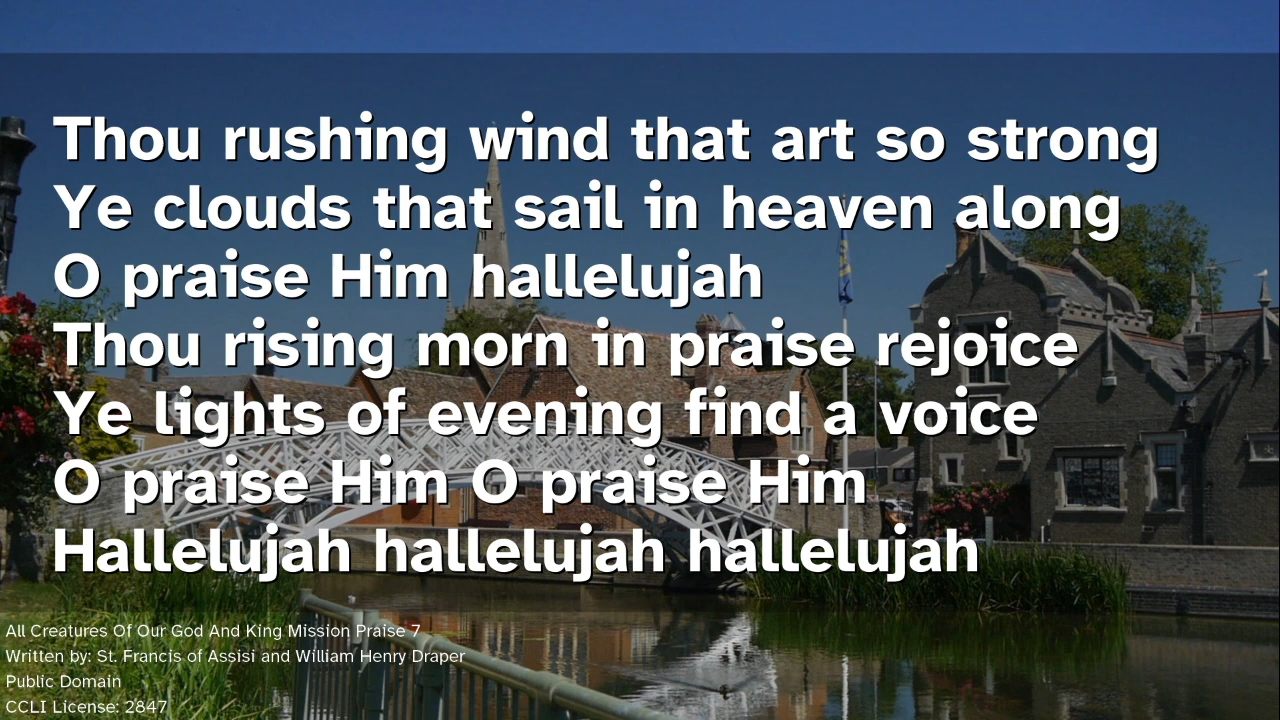 Thou rushing wind that art so strong
Ye clouds that sail in heaven along
O praise Him hallelujah
Thou rising morn in praise rejoice
Ye lights of evening find a voice
O praise Him O praise Him
Hallelujah hallelujah hallelujah
All Creatures Of Our God And King Mission Praise 7
Written by: St. Francis of Assisi and William Henry Draper
Public Domain
CCLI License: 2847